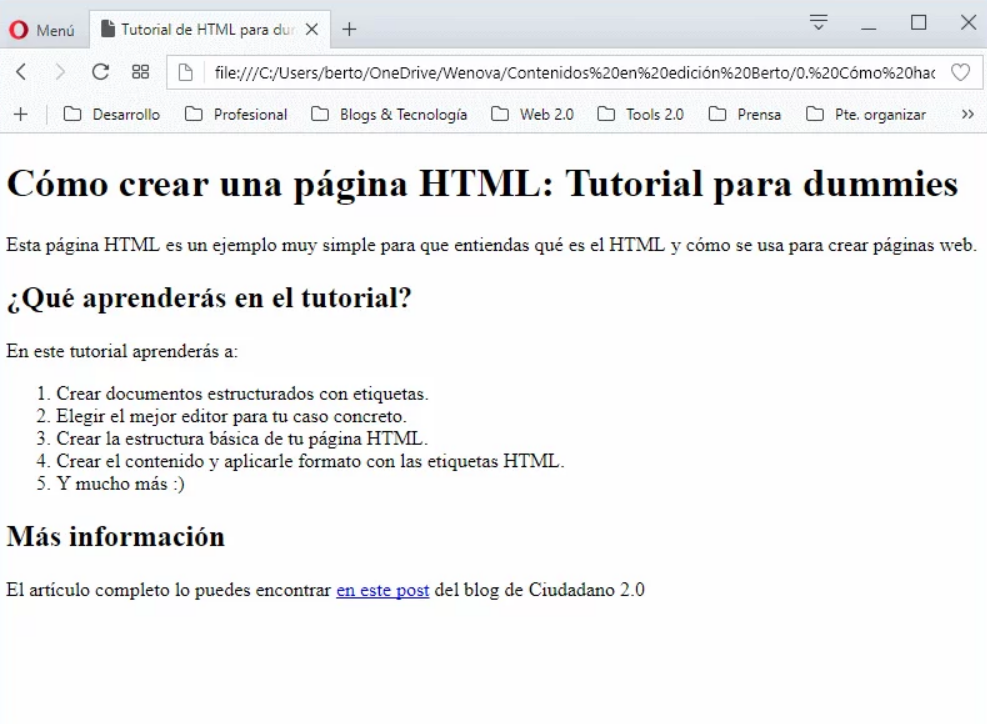 Menú
Tutorial de HTML para du
file:///C:/Users/berto/OneDrive/Wenova/Contenidos%20en%20edición%20Berto/0.%20Cómo%20hac
Desarrollo Profesional Blogs & Tecnología Web 2.0 Tools 2.0 Prensa Pte. organizar
Cómo crear una página HTML: Tutorial para dummies
Esta página HTML es un ejemplo muy simple para que entiendas qué es el HTML y cómo se usa para crear páginas web.
¿Qué aprenderás en el tutorial?
En este tutorial aprenderás a:
1. Crear documentos estructurados con etiquetas.
2. Elegir el mejor editor para tu caso concreto.
3. Crear la estructura básica de tu página HTML.
4. Crear el contenido y aplicarle formato con las etiquetas HTML.
5. Y mucho más :)
Más información
El artículo completo lo puedes encontrar en este post del blog de Ciudadano 2.0